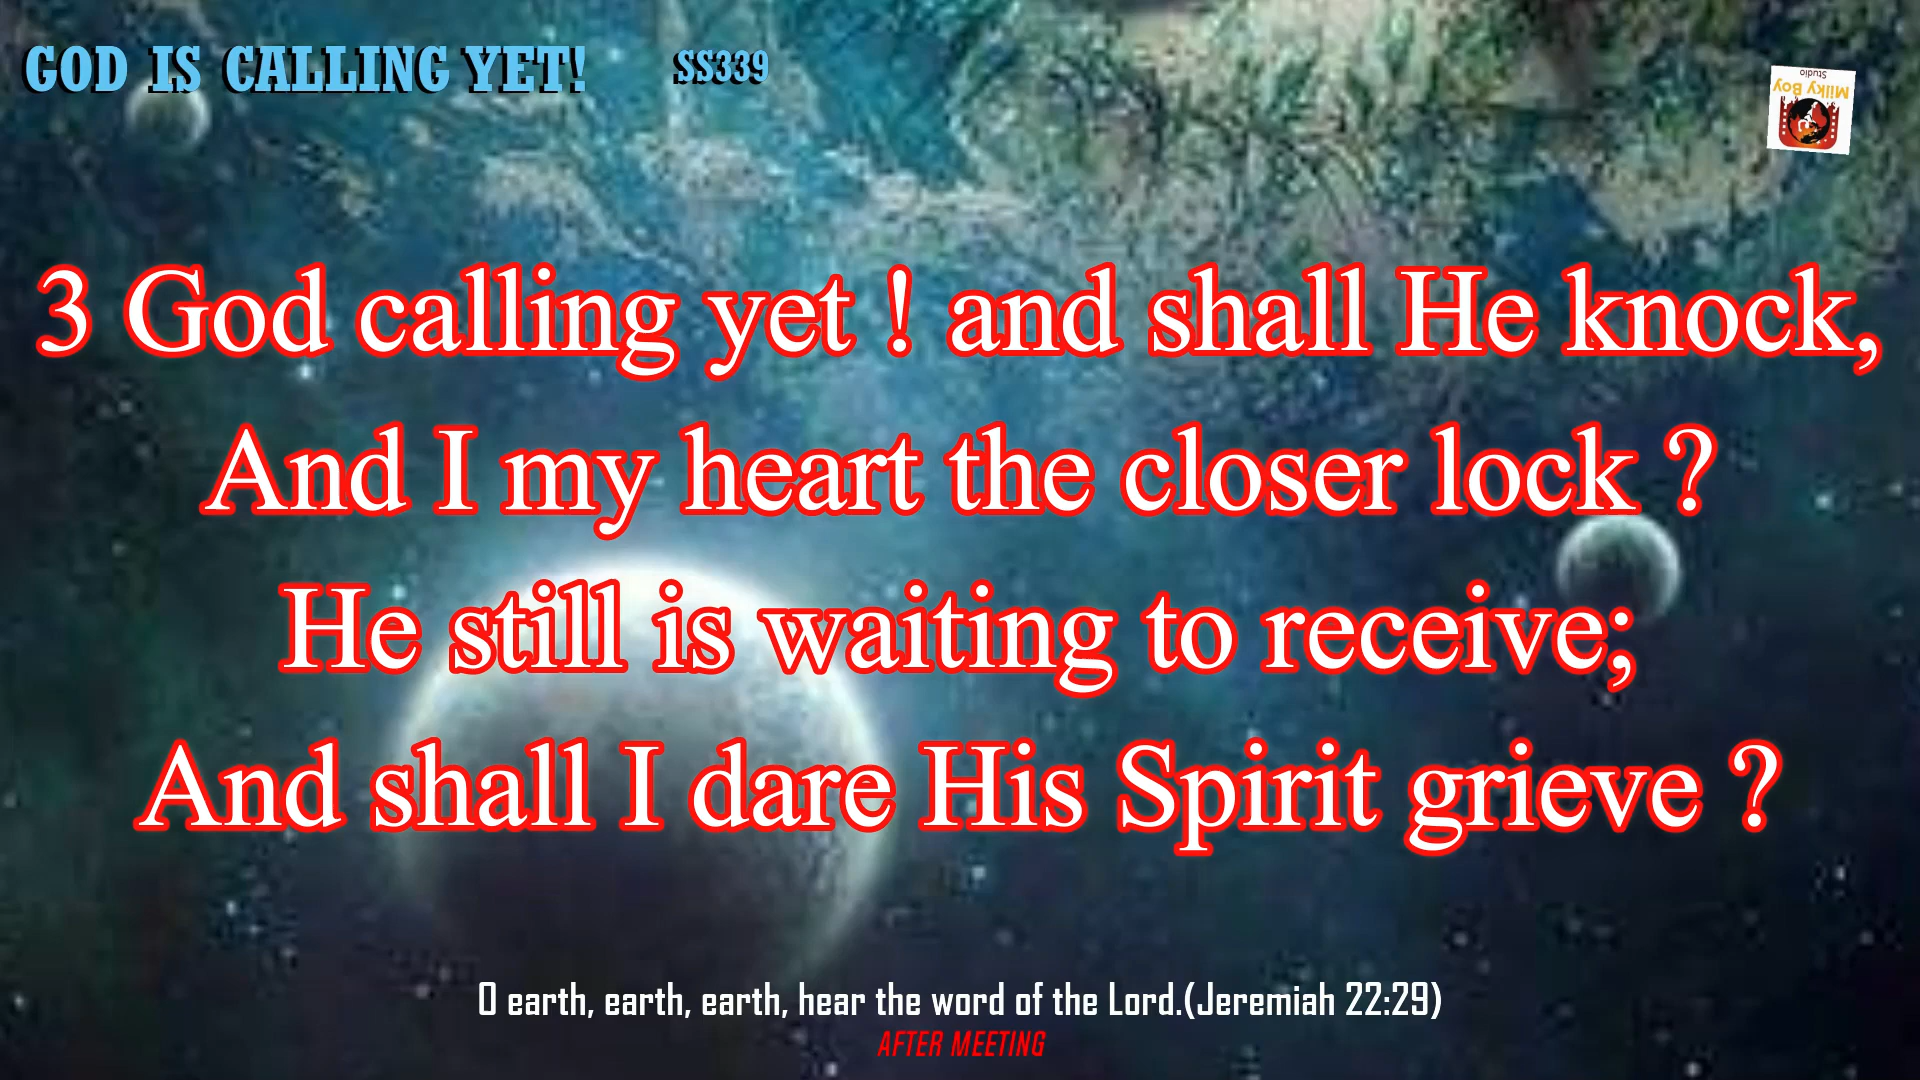 GOD IS CALLING YET! SS339
Milky Boy
Studio
3 God calling yet ! and shall He knock,
And I my heart the closer lock ?
He still is waiting to receive;
And shall I dare His Spirit grieve ?
O earth, earth, earth, hear the word of the Lord.(Jeremiah 22:29)
AFTER MEETING